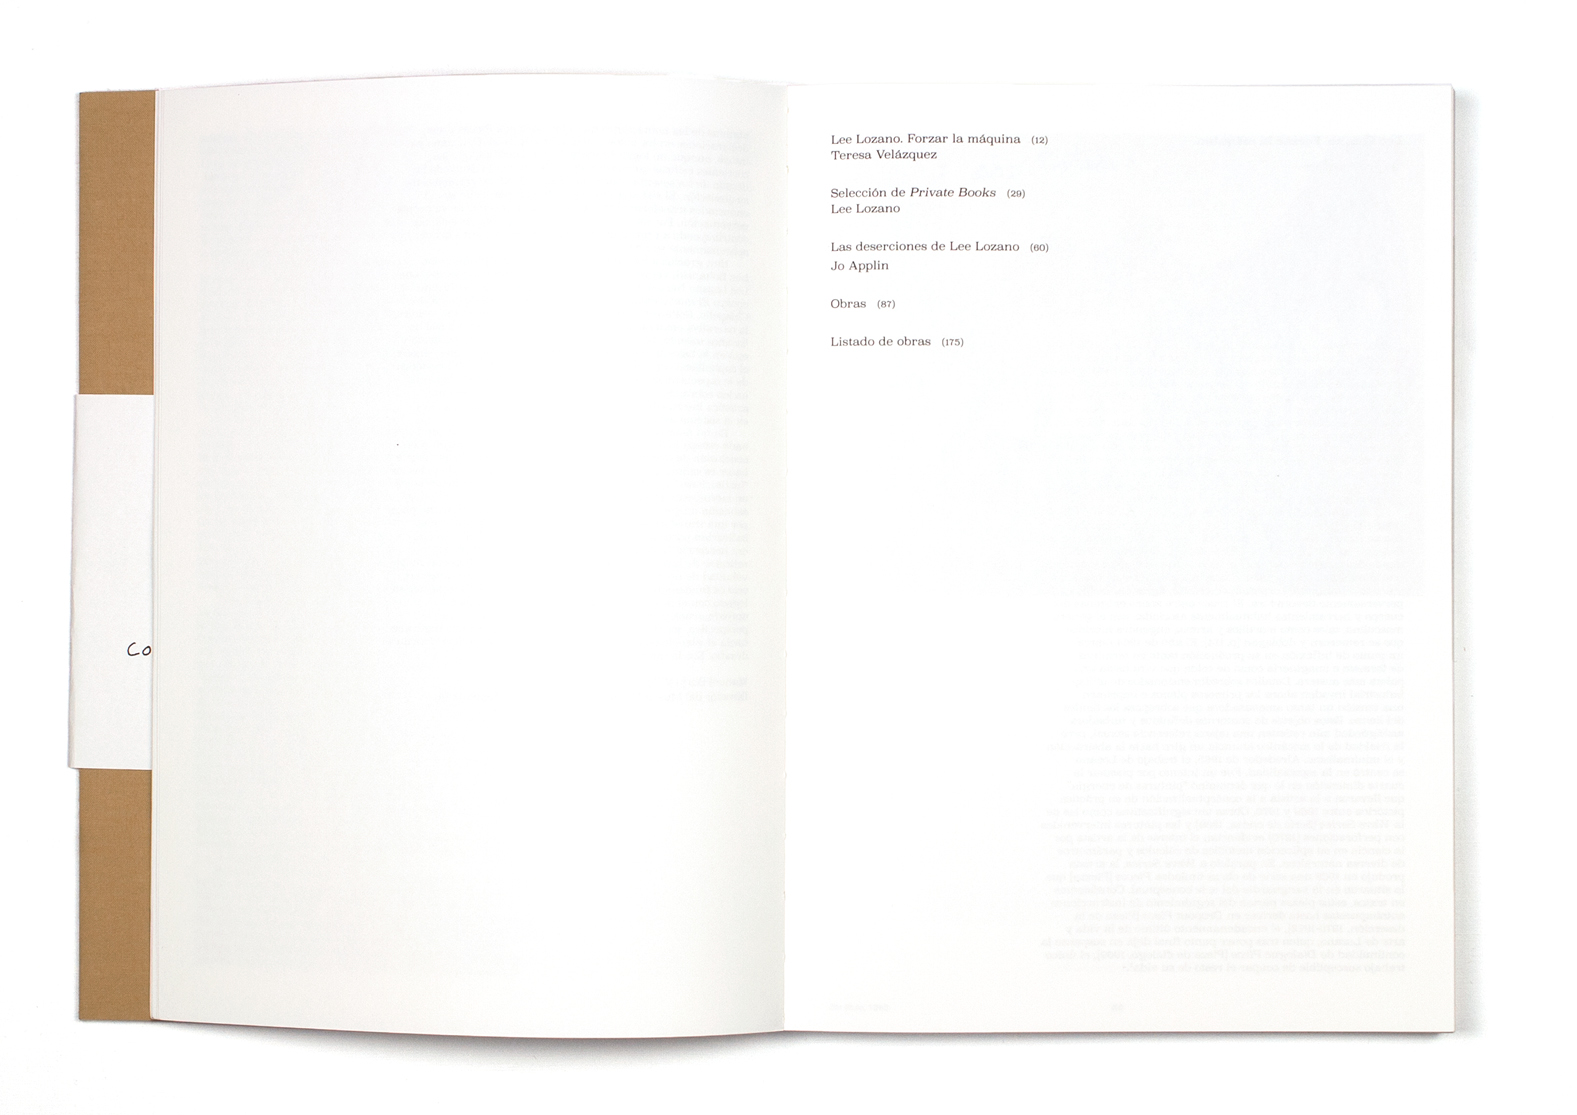 Lee Lozano. Forzar la máquina (12)
Teresa Velázquez
Selección de Private Books (29)
Lee Lozano
Las deserciones de Lee Lozano (60)
Jo Applin
Obras (87)
Listado de obras (175)
Co